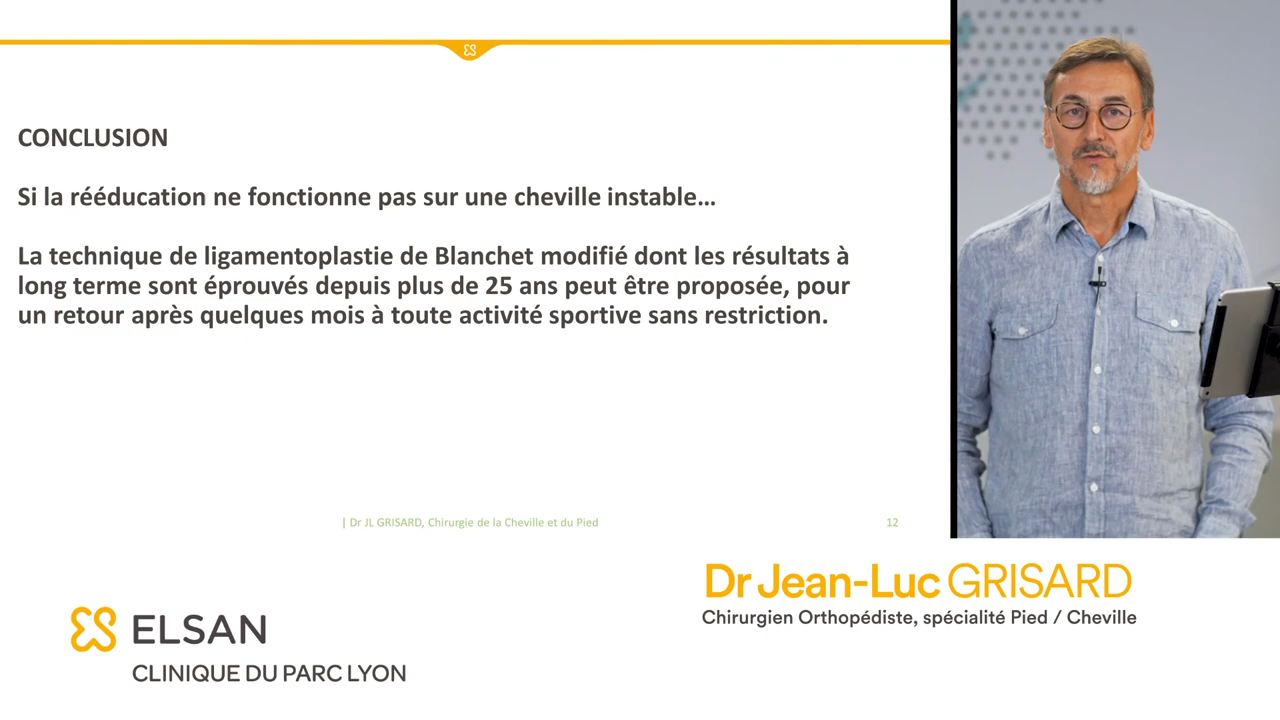 CONCLUSION
Si la rééducation ne fonctionne pas sur une cheville instable...
La technique de ligamentoplastie de Blanchet modifié dont les résultats à
long terme sont éprouvés depuis plus de 25 ans peut être proposée, pour
un retour après quelques mois à toute activité sportive sans restriction.
| Dr JL GRISARD, Chirurgie de la Cheville et du Pied
12
Dr Jean-Luc GRISARD
Chirurgien Orthopédiste, spécialité Pied / Cheville
ELSAN
CLINIQUE DU PARC LYON